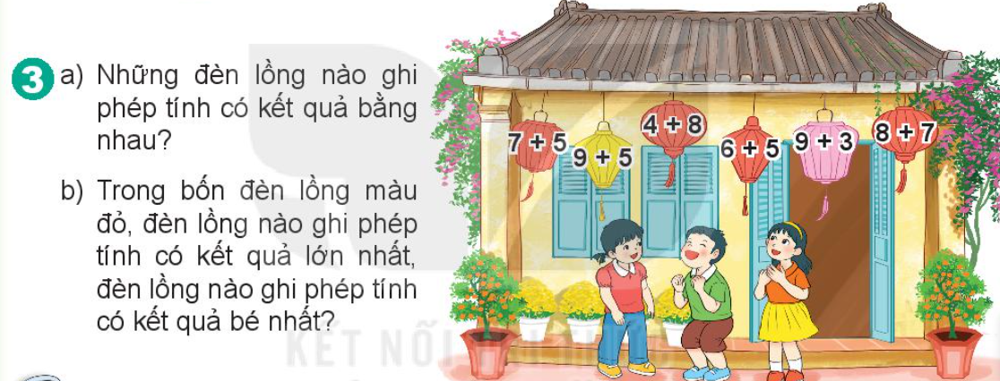 3 a) Những đèn lồng nào ghi
phép tính có kết quả bằng
nhau?
b) Trong bốn đèn lồng màu
đỏ, đèn lồng nào ghi phép
tính có kết quả lớn nhất,
đèn lồng nào ghi phép tính
có kết quả bé nhất?
7 + 5
9 + 5
4 + 8
6 + 5
9 + 3
8 + 7
KẾT NỐI